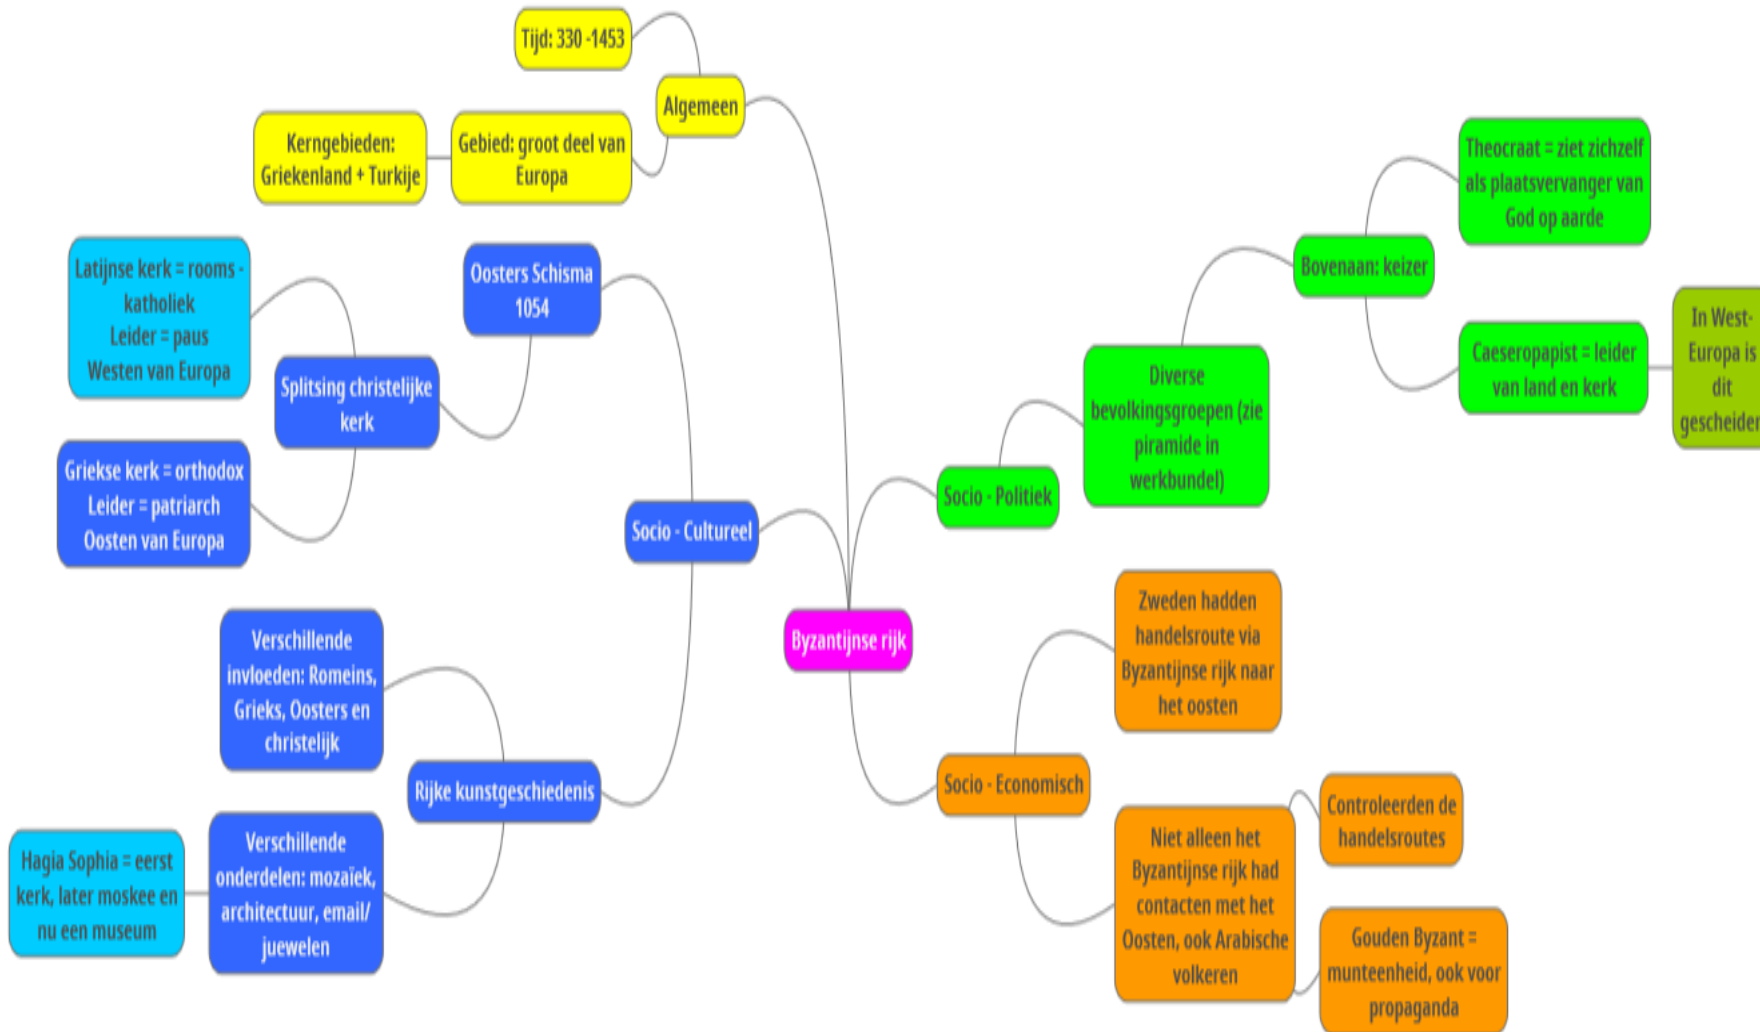 Tijd: 330 -1453
Algemeen
Kerngebieden:
Griekenland + Turkije
Gebied: groot deel van
Europa
Latijnse kerk = rooms -
katholiek
Leider = paus
Westen van Europa
Oosters Schisma
1054
Splitsing christelijke
kerk
Griekse kerk = orthodox
Leider = patriarch
Oosten van Europa
Socio - Cultureel
Verschillende
invloeden: Romeins,
Grieks, Oosters en
christelijk
Rijke kunstgeschiedenis
Hagia Sophia = eerst
kerk, later moskee en
nu een museum
Verschillende
onderdelen: mozaïek,
architectuur, email/
juewelen
Byzantijnse rijk
Theocraat = ziet zichzelf
als plaatsvervanger van
God op aarde
Bovenaan: keizer
Caeseropapist = leider
van land en kerk
In West-
Europa is
dit
gescheiden
Diverse
bevolkingsgroepen (zie
piramide in
werkbundel)
Socio - Politiek
Zweden hadden
handelsroute via
Byzantijnse rijk naar
het oosten
Socio - Economisch
Niet alleen het
Byzantijnse rijk had
contacten met het
Oosten, ook Arabische
volkeren
Controleerden de
handelsroutes
Gouden Byzant =
munteenheid, ook voor
propaganda